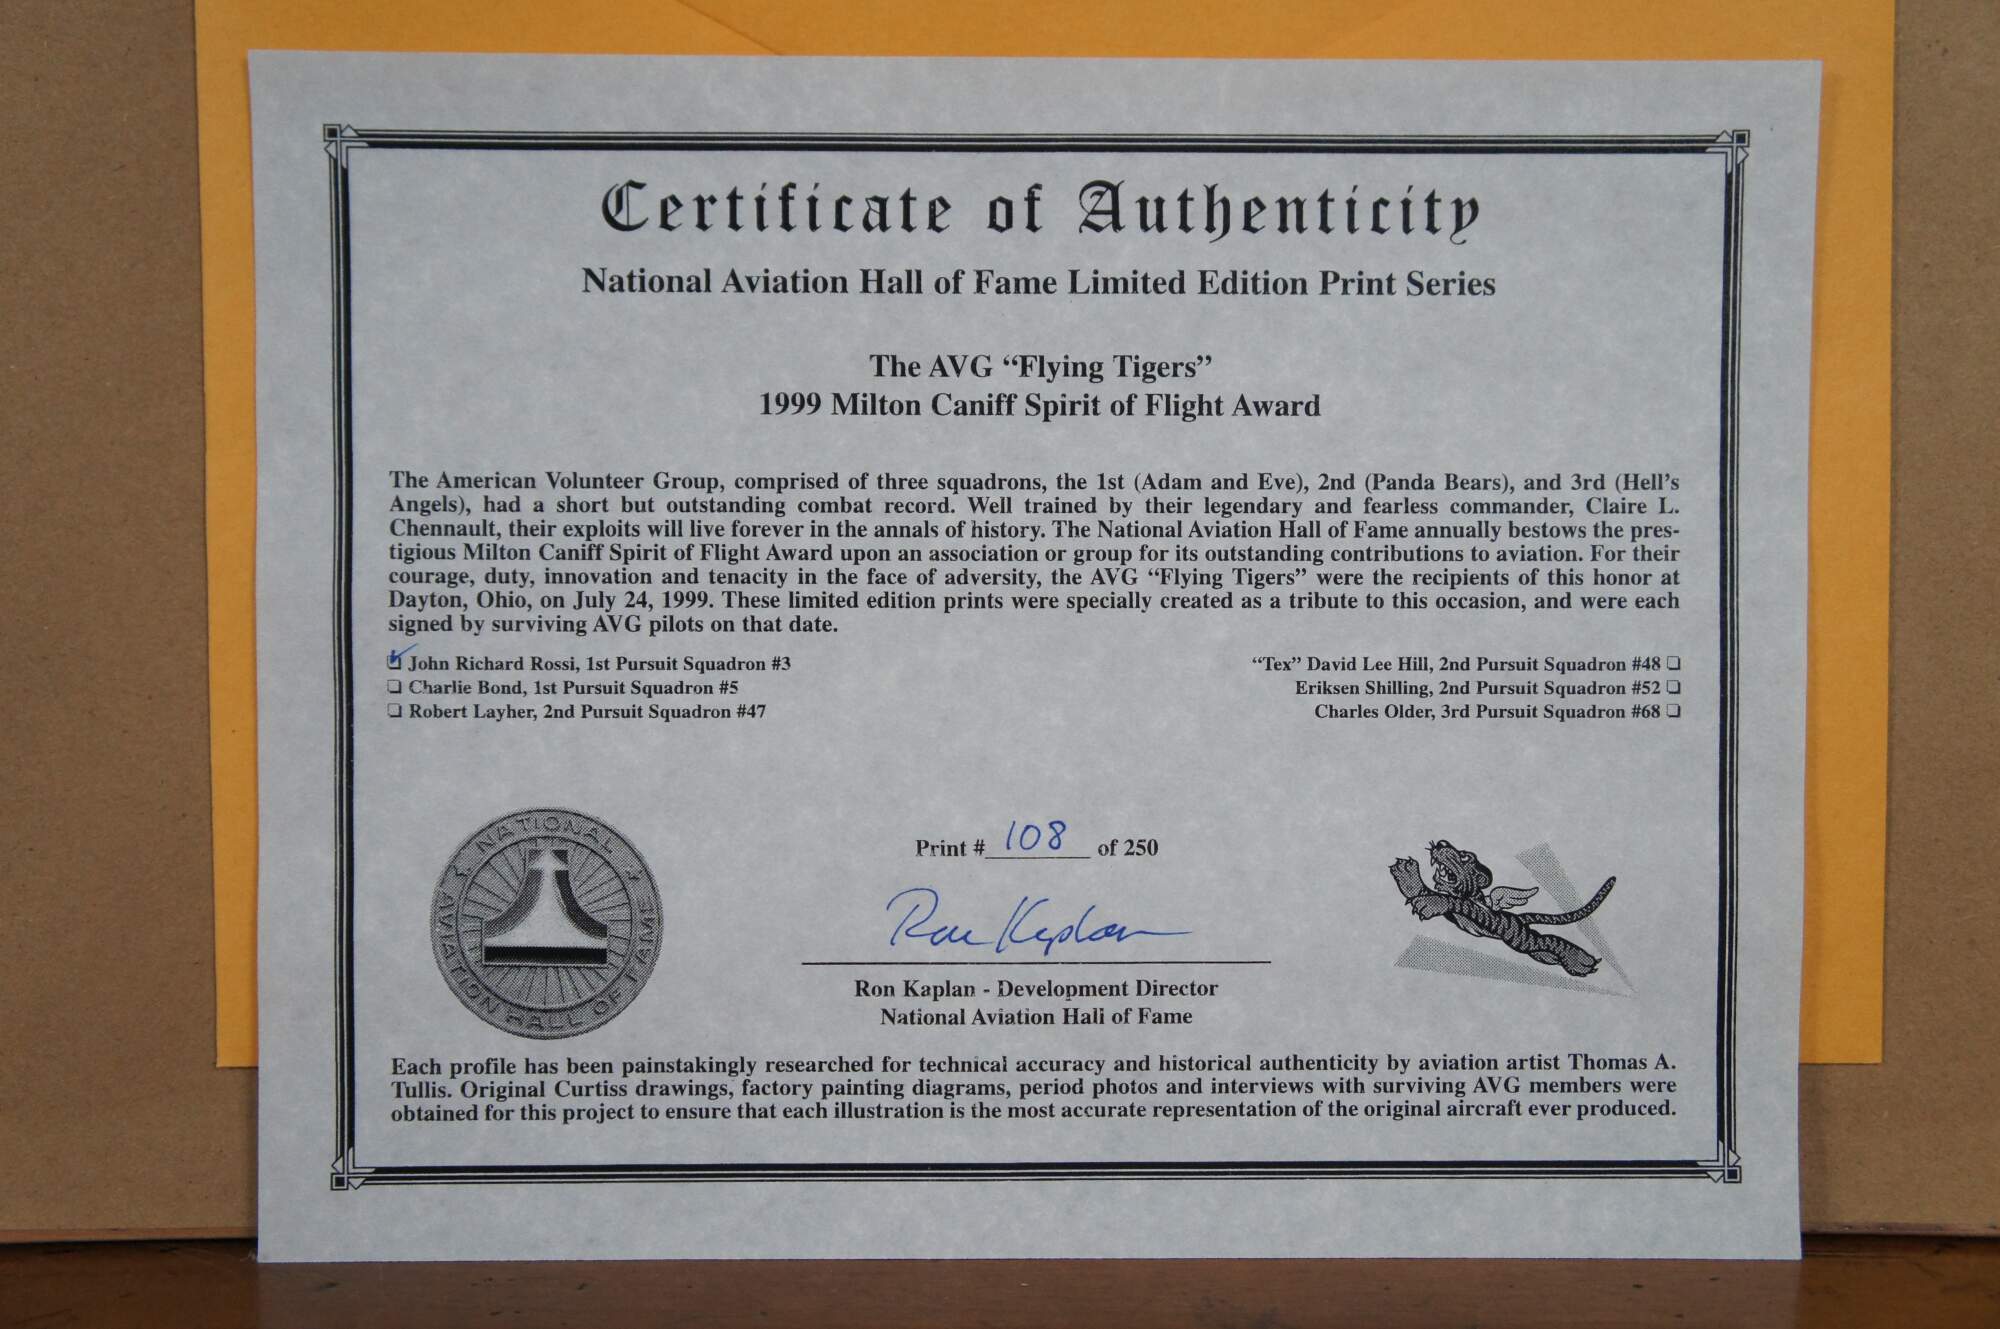 Certificate of Authenticity
National Aviation Hall of Fame Limited Edition Print Series
The AVG “Flying Tigers”
1999 Milton Caniff Spirit of Flight Award
The American Volunteer Group, comprised of three squadrons, the 1st (Adam and Eve), 2nd (Panda Bears), and 3rd (Hell’s
Angels), had a short but outstanding combat record. Well trained by their legendary and fearless commander, Claire L.
Chennault, their exploits will live forever in the annals of history. The National Aviation Hall of Fame annually bestows the pres-
tigious Milton Caniff Spirit of Flight Award upon an association or group for its outstanding contributions to aviation. For their
courage, duty, innovation and tenacity in the face of adversity, the AVG “Flying Tigers” were the recipients of this honor at
Dayton, Ohio, on July 24, 1999. These limited edition prints were specially created as a tribute to this occasion, and were each
signed by surviving AVG pilots on that date.
John Richard Rossi, 1st Pursuit Squadron #3
Charlie Bond, 1st Pursuit Squadron #5
Robert Layher, 2nd Pursuit Squadron #47
“Tex” David Lee Hill, 2nd Pursuit Squadron #48
Eriksen Shilling, 2nd Pursuit Squadron #52
Charles Older, 3rd Pursuit Squadron #68
NATIONAL AVIATION HALL OF FAME
Print # 108 of 250
Ron Kaplan
Ron Kaplan - Development Director
National Aviation Hall of Fame
Each profile has been painstakingly researched for technical accuracy and historical authenticity by aviation artist Thomas A.
Tullis. Original Curtiss drawings, factory painting diagrams, period photos and interviews with surviving AVG members were
obtained for this project to ensure that each illustration is the most accurate representation of the original aircraft ever produced.